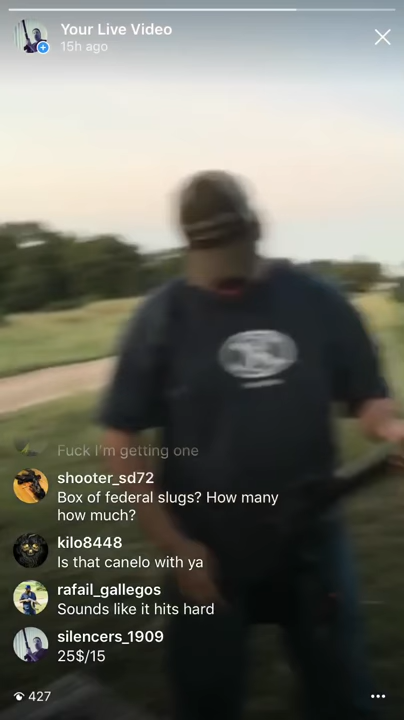 Your Live Video
15h ago
Fuck I'm getting one
shooter_sd72
Box of federal slugs? How many
how much?
kilo8448
Is that canelo with ya
rafail_gallegos
Sounds like it hits hard
silencers_1909
25$/15
427